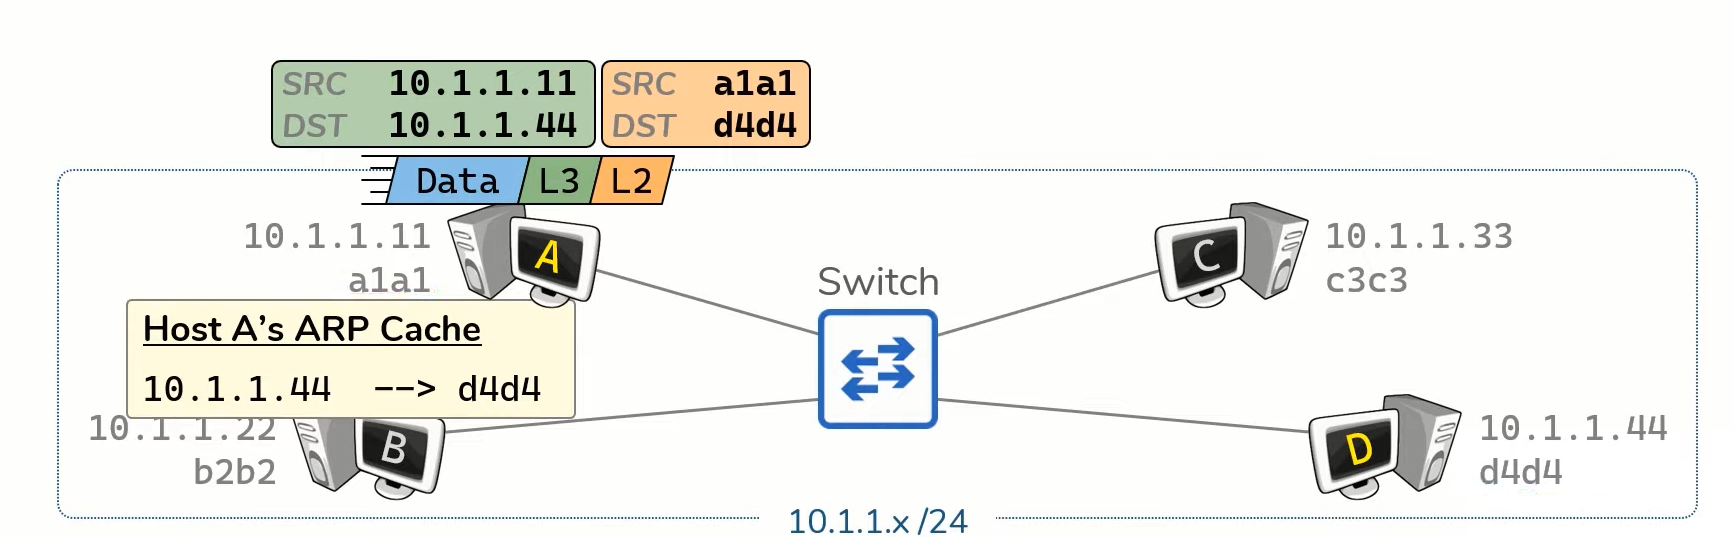 SRC 10.1.1.11
DST 10.1.1.44
SRC a1a1
DST d4d4
Data L3 L2
10.1.1.11
a1a1
A
Host A’s ARP Cache
10.1.1.44 --> d4d4
10.1.1.22
b2b2
B
Switch
C
10.1.1.33
c3c3
D
10.1.1.44
d4d4
10.1.1.x /24